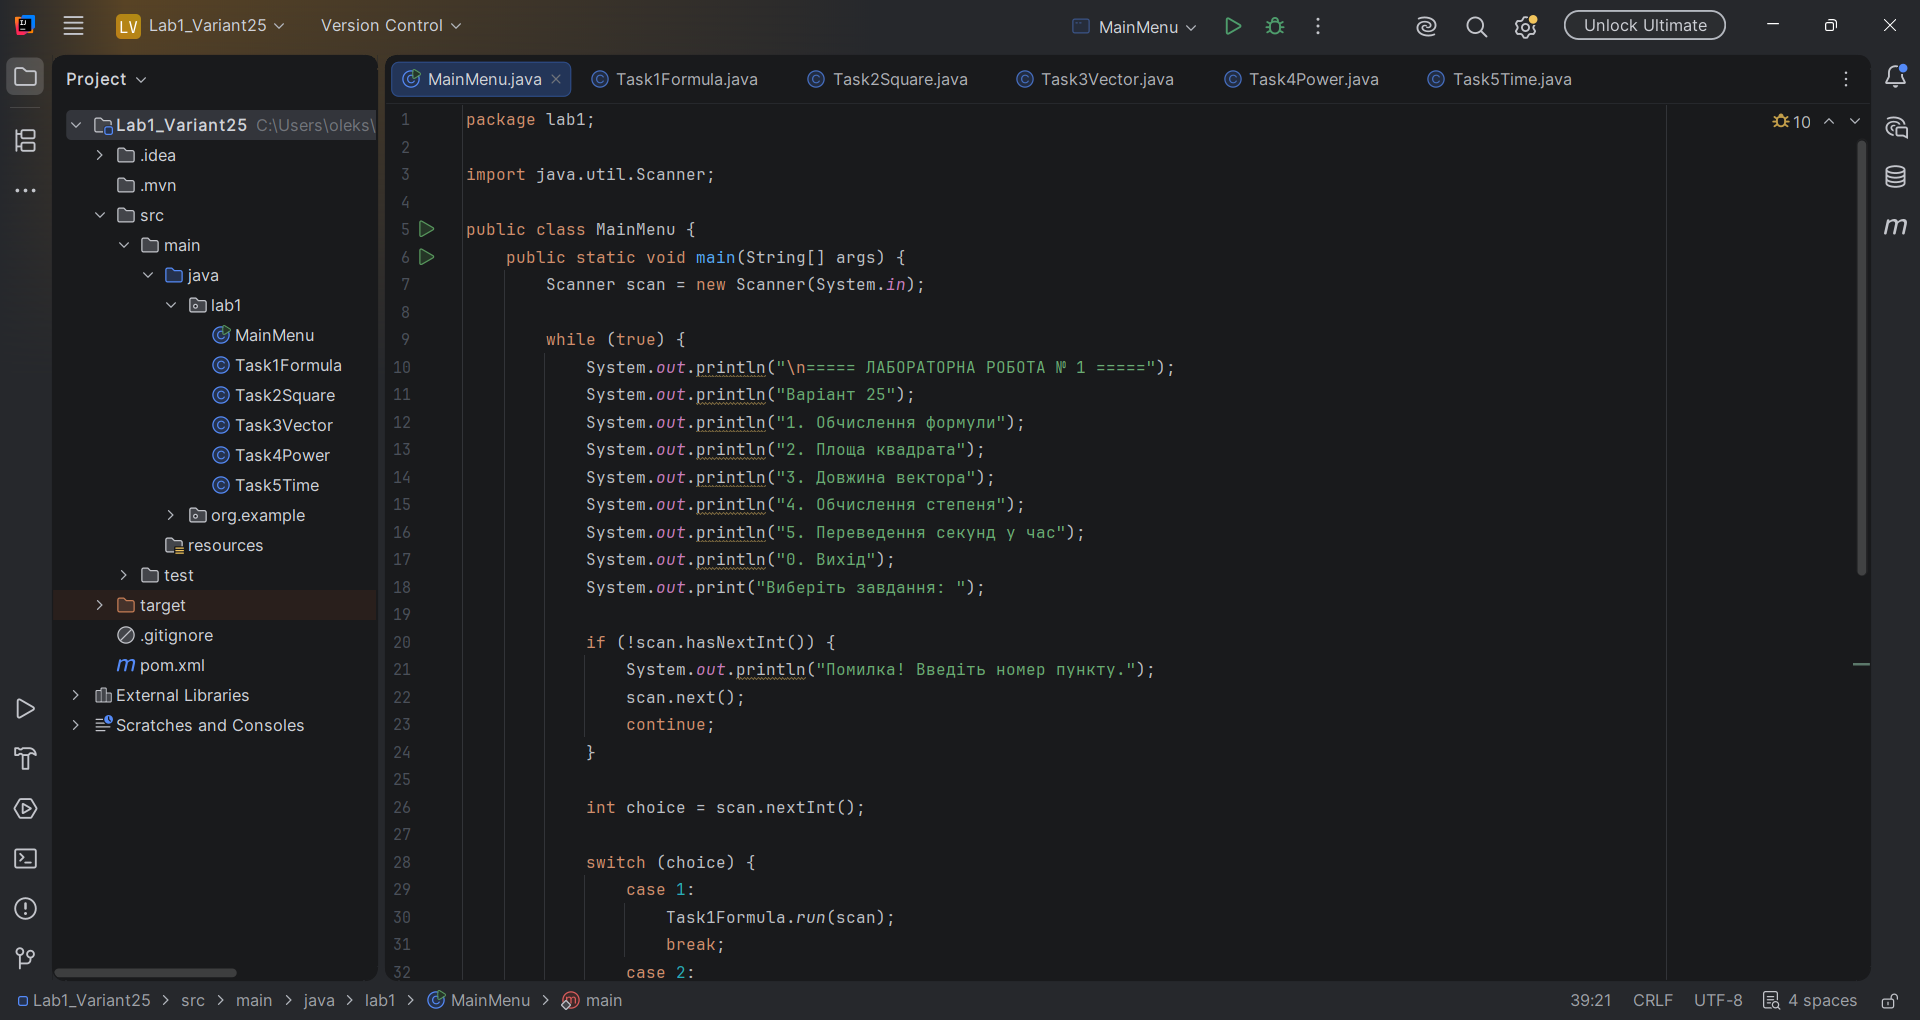 LV Lab1_Variant25 Version Control MainMenu Unlock Ultimate
Project
Lab1_Variant25 C:\Users\oleks\
.idea
.mvn
src
main
java
lab1
MainMenu
Task1Formula
Task2Square
Task3Vector
Task4Power
Task5Time
org.example
resources
test
target
.gitignore
m pom.xml
External Libraries
Scratches and Consoles
MainMenu.java Task1Formula.java Task2Square.java Task3Vector.java Task4Power.java Task5Time.java
10
1 package lab1;
2
3 import java.util.Scanner;
4
5 public class MainMenu {
6 public static void main(String[] args) {
7 Scanner scan = new Scanner(System.in);
8
9 while (true) {
10 System.out.println("\n===== ЛАБОРАТОРНА РОБОТА № 1 =====");
11 System.out.println("Варіант 25");
12 System.out.println("1. Обчислення формули");
13 System.out.println("2. Площа квадрата");
14 System.out.println("3. Довжина вектора");
15 System.out.println("4. Обчислення степеня");
16 System.out.println("5. Переведення секунд у час");
17 System.out.println("0. Вихід");
18 System.out.print("Виберіть завдання: ");
19
20 if (!scan.hasNextInt()) {
21 System.out.println("Помилка! Введіть номер пункту.");
22 scan.next();
23 continue;
24 }
25
26 int choice = scan.nextInt();
27
28 switch (choice) {
29 case 1:
30 Task1Formula.run(scan);
31 break;
32 case 2:
m
Lab1_Variant25 > src > main > java > lab1 > MainMenu > main 39:21 CRLF UTF-8 4 spaces